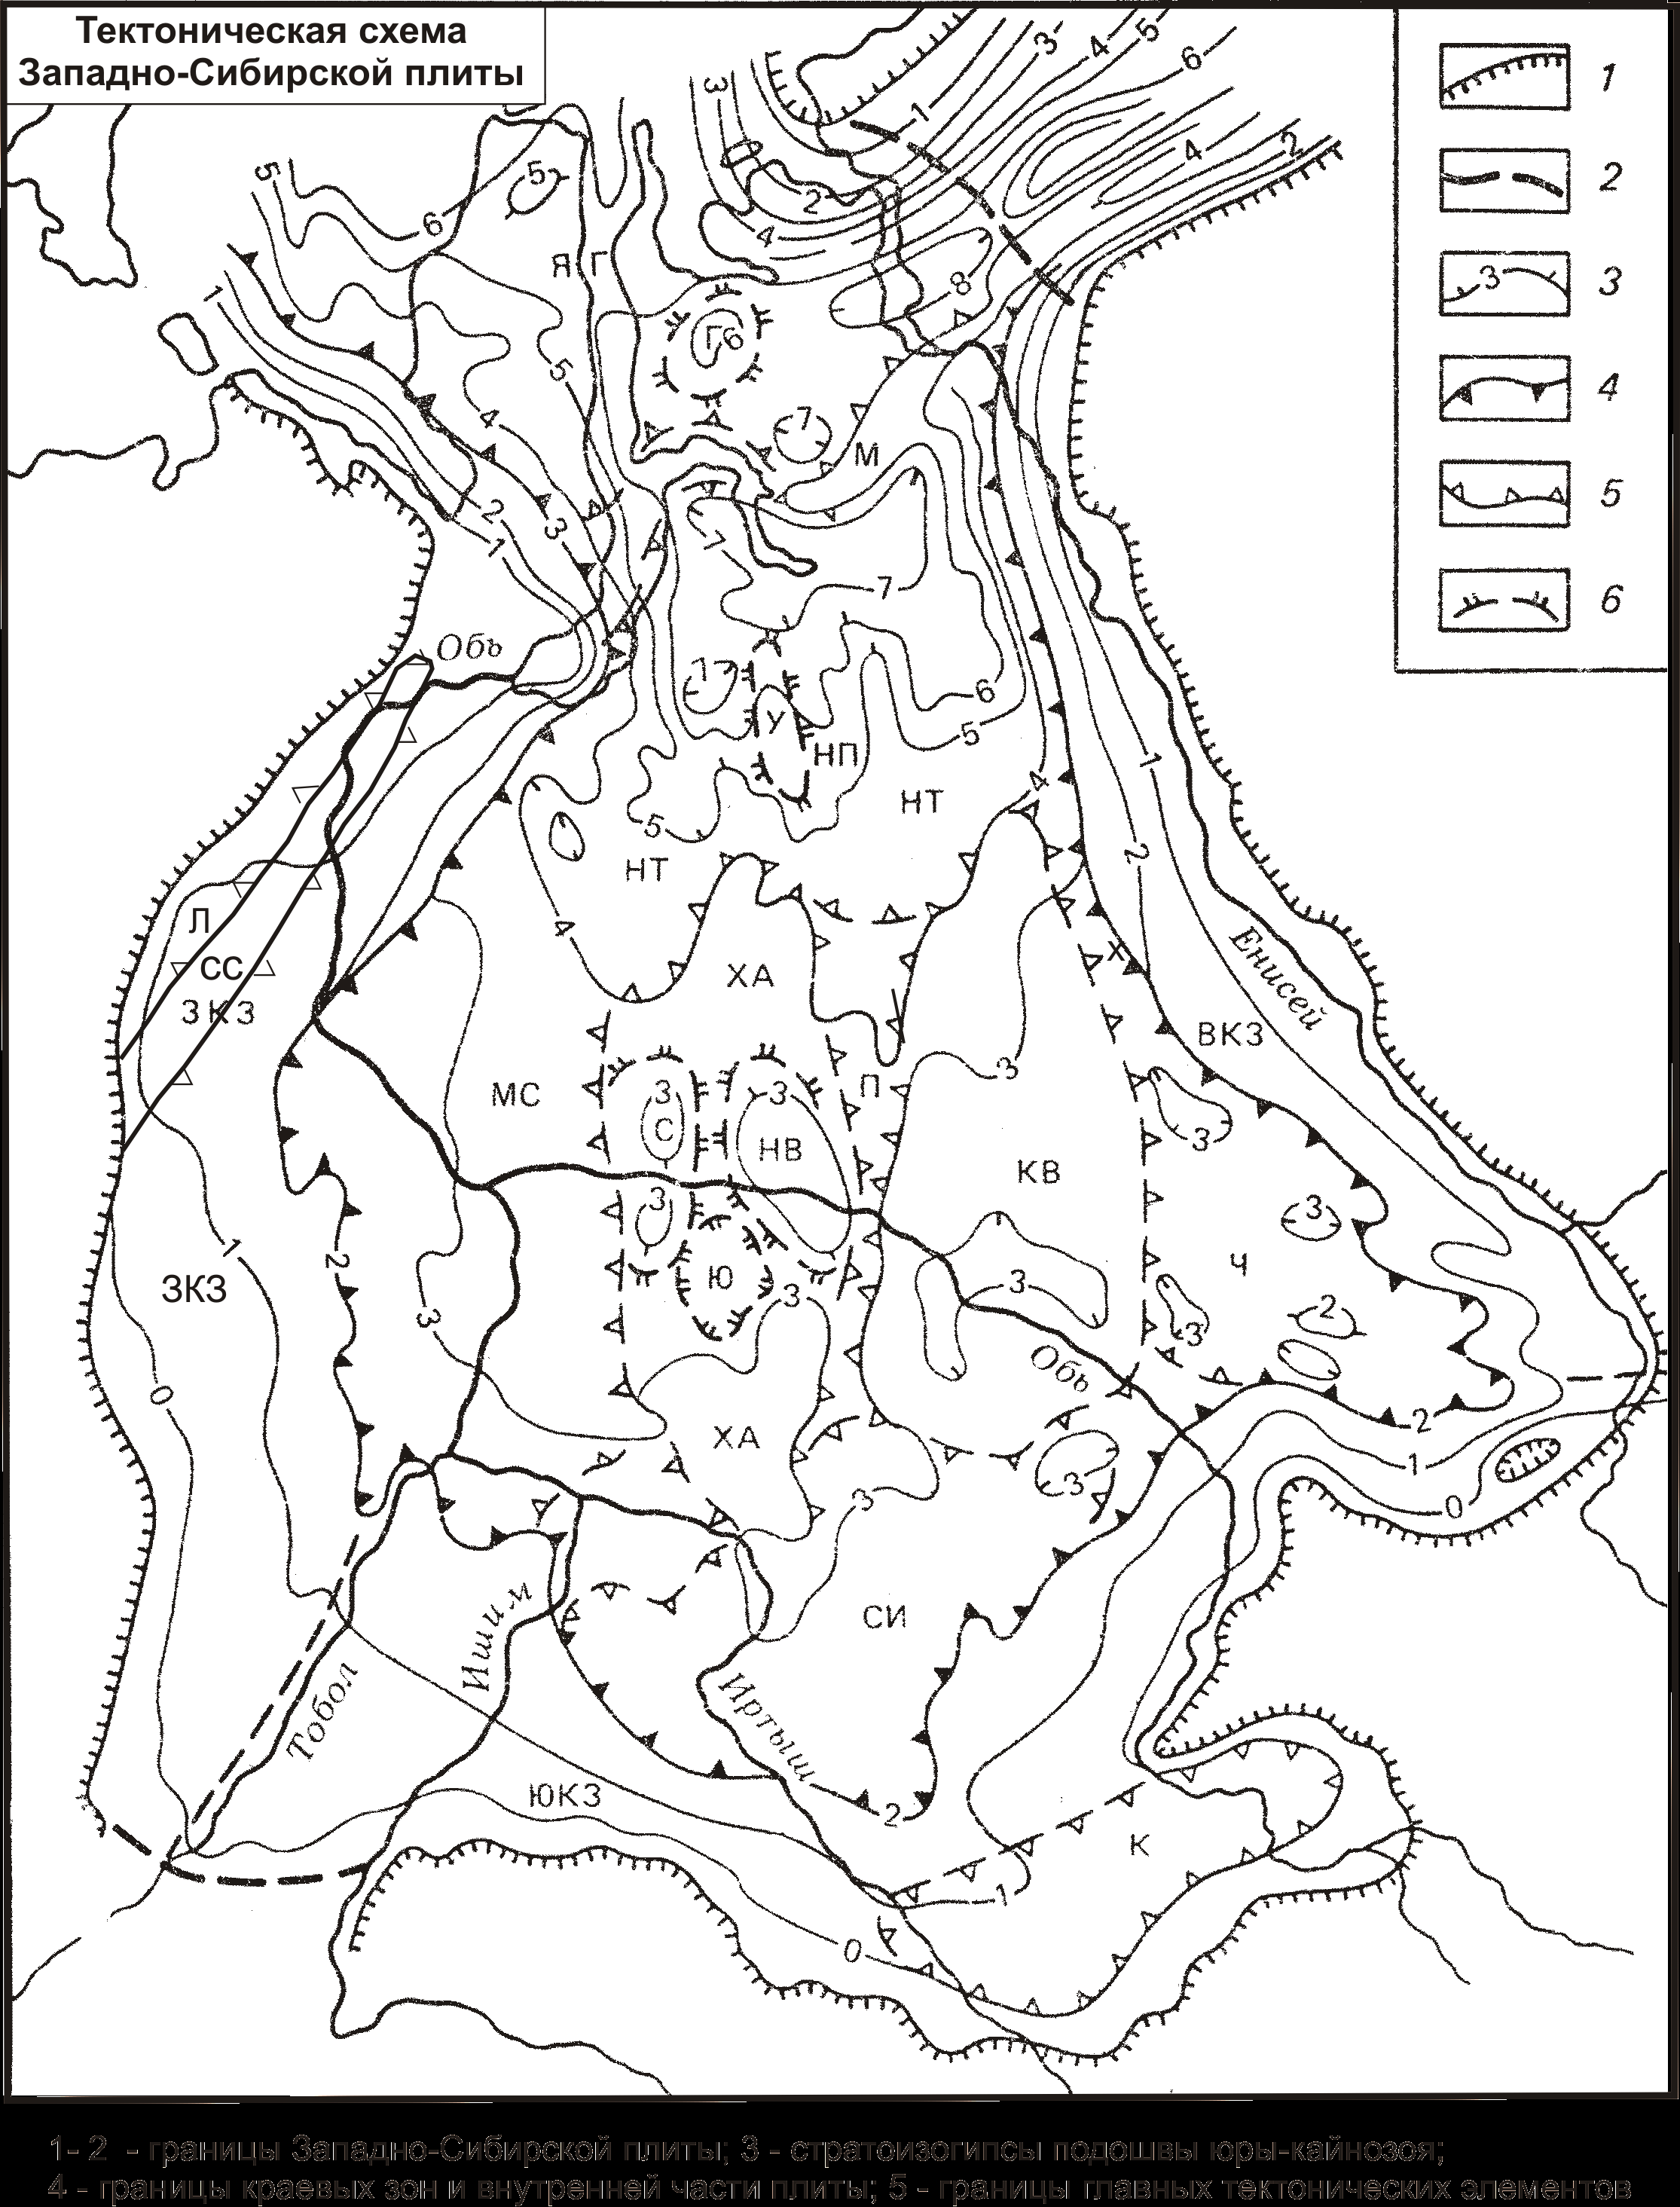 Тектоническая схема
Западно-Сибирской плиты
1
2
3
3
4
5
6
3
4
5
6
1
3
2
4
2
4
5
5
6
8
ЯГ
1
Г6
5
4
7
М
2
3
1
7
7
Обь
7
6
У
НП
5
4
1
НТ
5
2
НТ
Л
4
СС
ЗКЗ
ХА
Х
Енисей
ВКЗ
3
МС
3
3
П
С
НВ
3
КВ
3
3
1
2
Ч
ЗКЗ
Ю
3
3
3
3
2
0
Обь
2
ХА
1
3
3
0
Ишим
СИ
Тобол
Иртыш
ЮКЗ
2
К
1
0
1- 2 - границы Западно-Сибирской плиты; 3 - стратоизогипсы подошвы юры-кайнозоя;
4 - границы краевых зон и внутренней части плиты; 5 - границы главных тектонических элементов